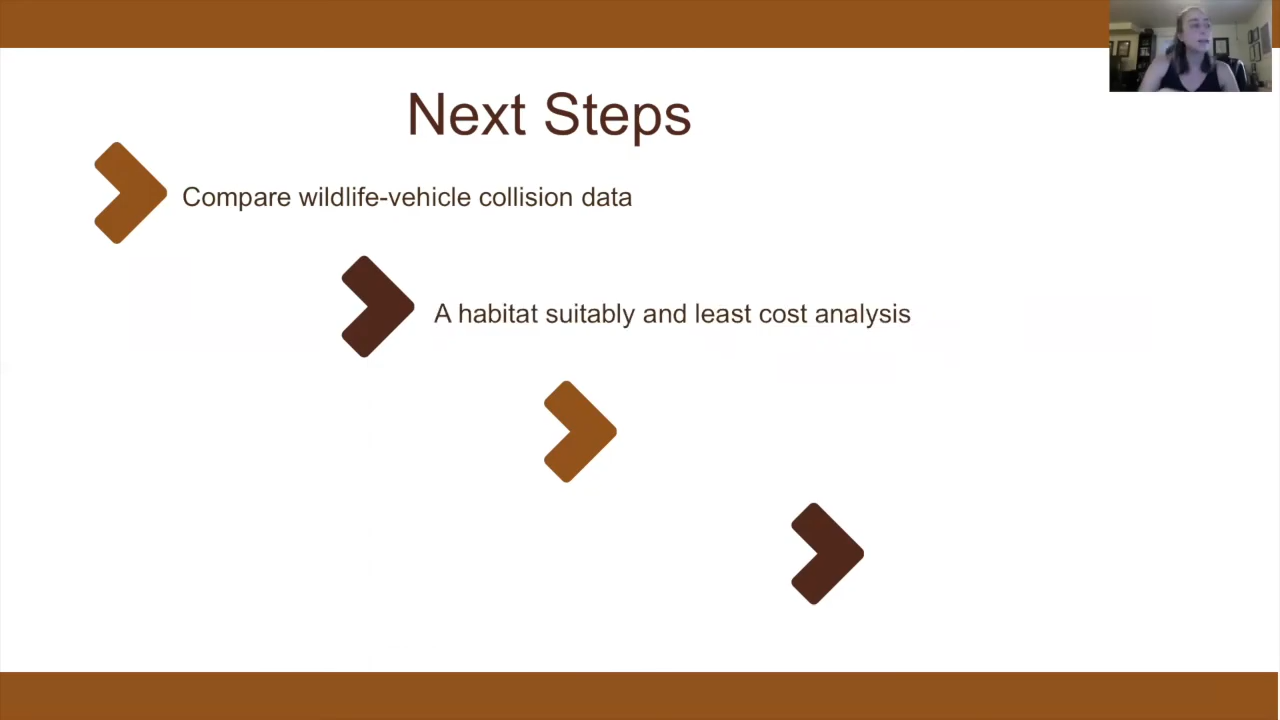 Next Steps
Compare wildlife-vehicle collision data
A habitat suitably and least cost analysis